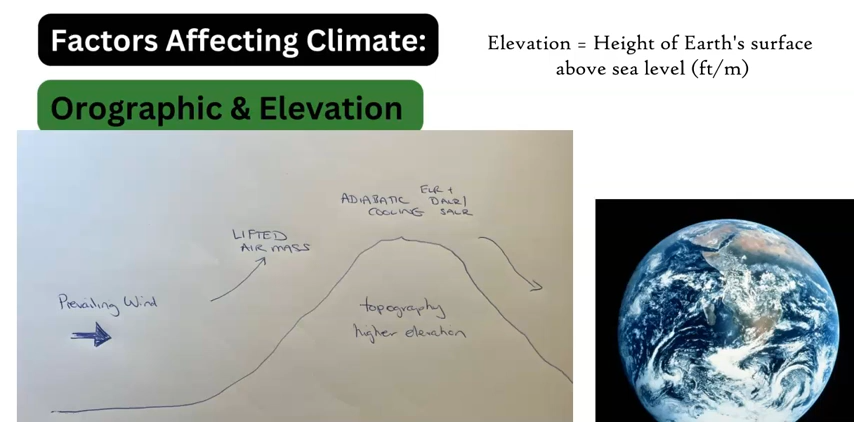 Factors Affecting Climate:
Elevation = Height of Earth's surface
above sea level (ft/m)
Orographic & Elevation
ELR +
ADIABATIC DALR/
COOLING SALR
LIFTED
AIR MASS
Prevailing Wind
topography
higher elevation